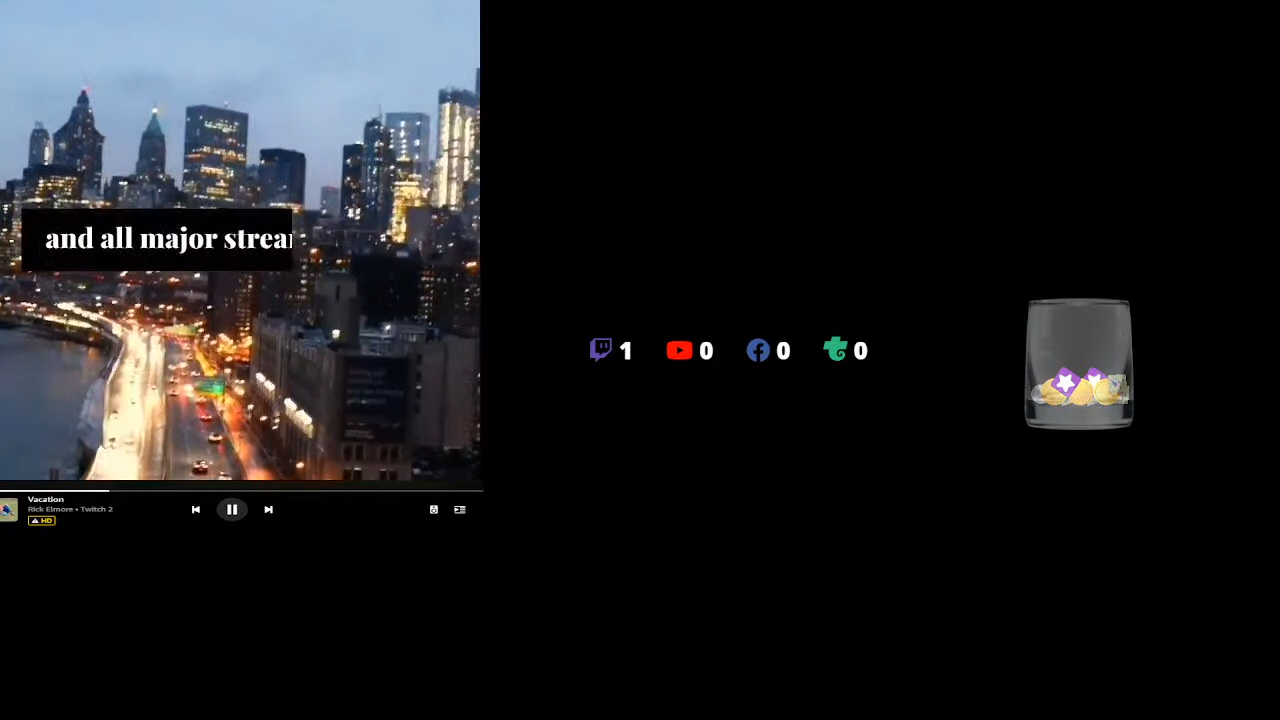 and all major strea
1 0 0 0
Vacation
Rick Elmore • Twitch 2
HD